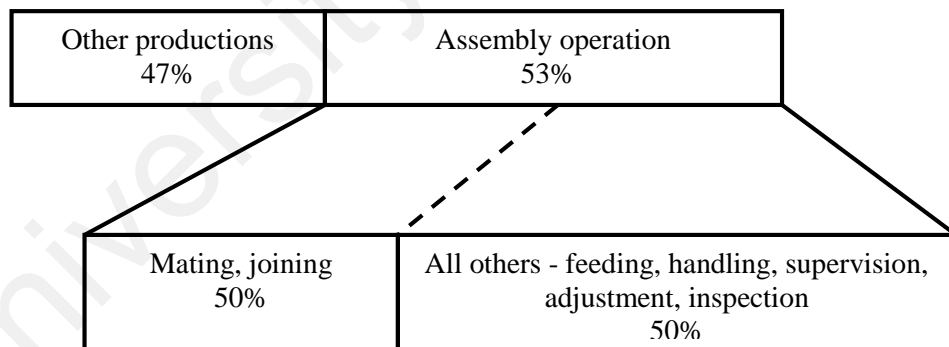 Other productions
47%
Assembly operation
53%
Mating, joining
50%
All others - feeding, handling, supervision,
adjustment, inspection
50%